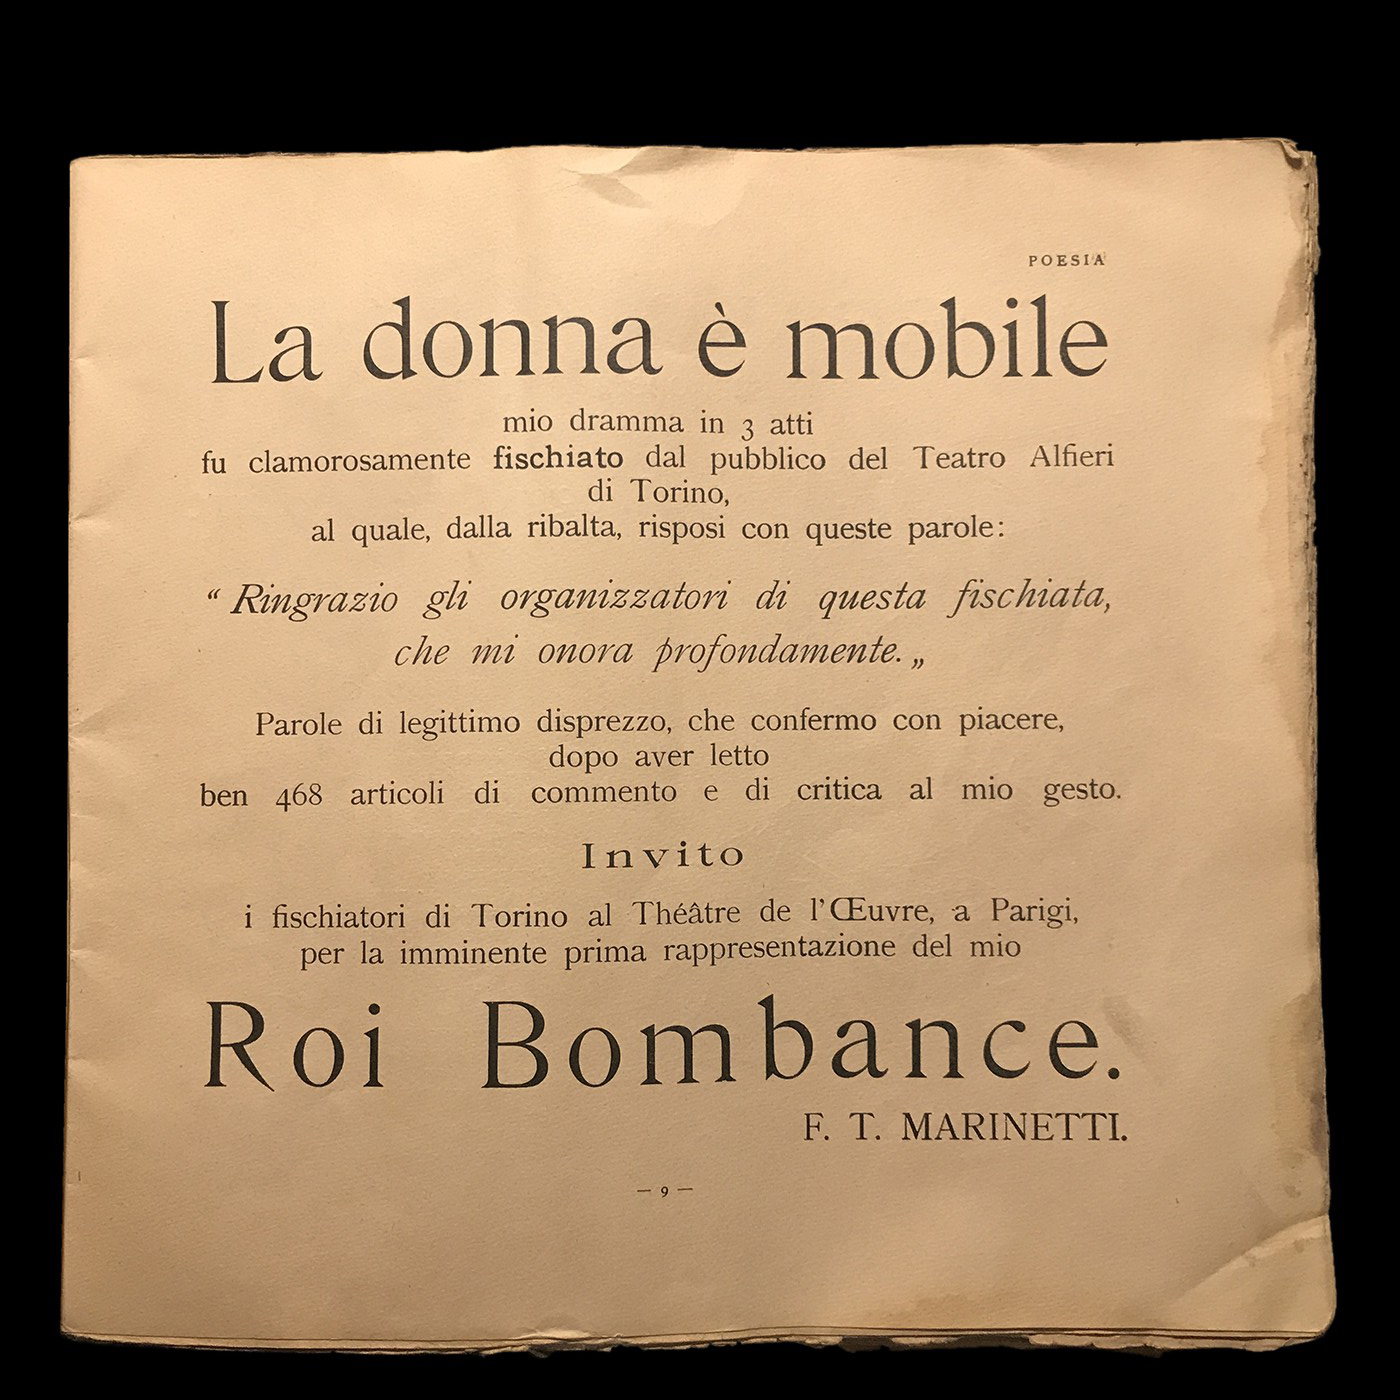 POESIA
La donna è mobile
mio dramma in 3 atti
fu clamorosamente fischiato dal pubblico del Teatro Alfieri
di Torino,
al quale, dalla ribalta, risposi con queste parole:
“ Ringrazio gli organizzatori di questa fischiata,
che mi onora profondamente. „
Parole di legittimo disprezzo, che confermo con piacere,
dopo aver letto
ben 468 articoli di commento e di critica al mio gesto.
Invito
i fischiatori di Torino al Théâtre de l'Œuvre, a Parigi,
per la imminente prima rappresentazione del mio
Roi Bombance.
F. T. MARINETTI.
— 9 —